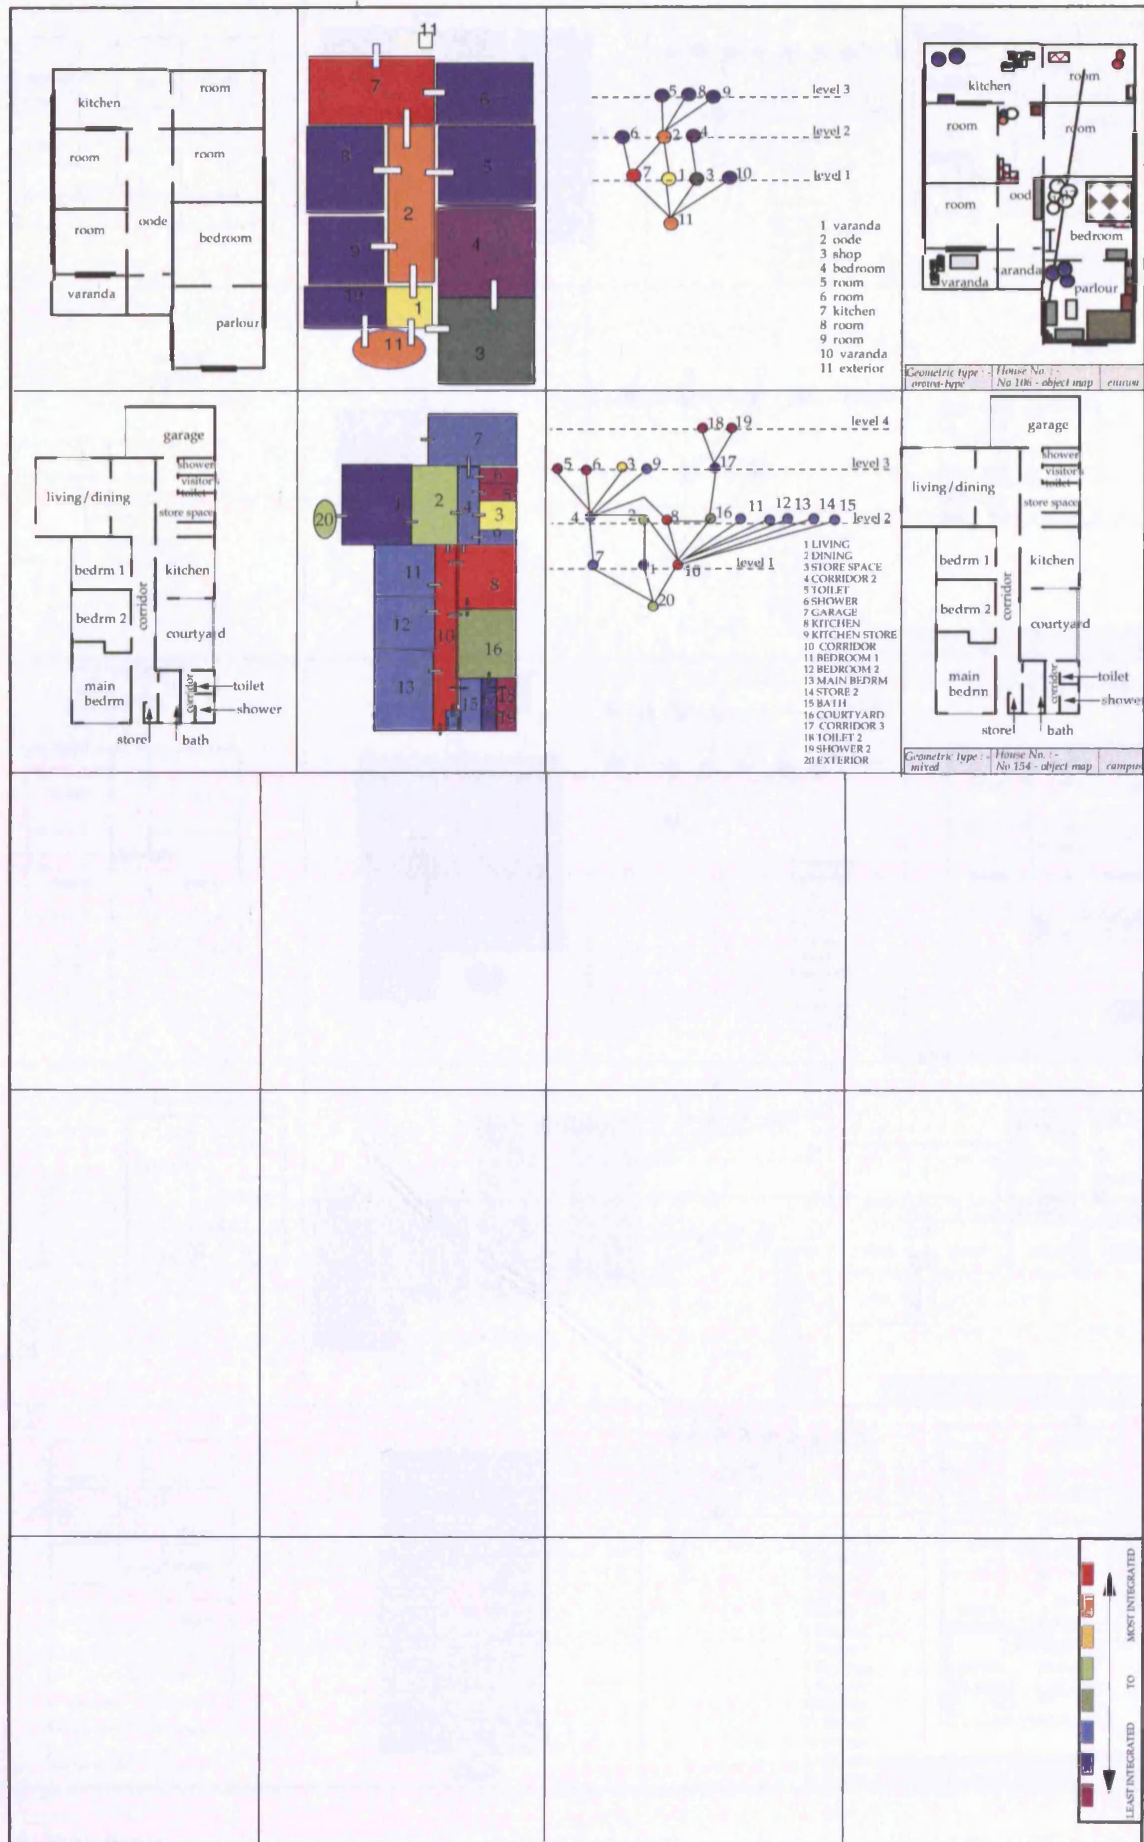 kitchen
room
room
room
oode
room
bedroom
varanda
parlour
11
7
6
8
5
2
9
4
10
1
11
3
5 8 9 level 3
6 2 4 level 2
7 1 3 10 level 1
11
1 varanda
2 oode
3 shop
4 bedroom
5 room
6 room
7 kitchen
8 room
9 room
10 varanda
11 exterior
kitchen
room
room
room
room
bedroom
varanda
varanda
parlour
Geometric type : - House No. : -
No 106 - object map
garage
shower
visitor's
toilet
living/dining
store space
bedrm 1
kitchen
corridor
bedrm 2
courtyard
main
bedrm
corridor
toilet
shower
store
bath
7
6
5
1
2
4
3
20
9
11
8
12
10
16
13
15
19
18 19 level 4
5 6 3 9 17 level 3
4 2 8 16 11 12 13 14 15 level 2
7 1 10 level 1
20
1 LIVING
2 DINING
3 STORE SPACE
4 CORRIDOR 2
5 TOILET
6 SHOWER
7 GARAGE
8 KITCHEN
9 KITCHEN STORE
10 CORRIDOR
11 BEDROOM 1
12 BEDROOM 2
13 MAIN BEDRM
14 STORE 2
15 BATH
16 COURTYARD
17 CORRIDOR 3
18 TOILET 2
19 SHOWER 2
20 EXTERIOR
garage
shower
visitor's
toilet
living/dining
store space
bedrm 1
kitchen
corridor
bedrm 2
courtyard
main
bedrm
corridor
toilet
shower
store
bath
Geometric type : - House No. : -
mixed No 154 - object map campus
LEAST INTEGRATED TO MOST INTEGRATED